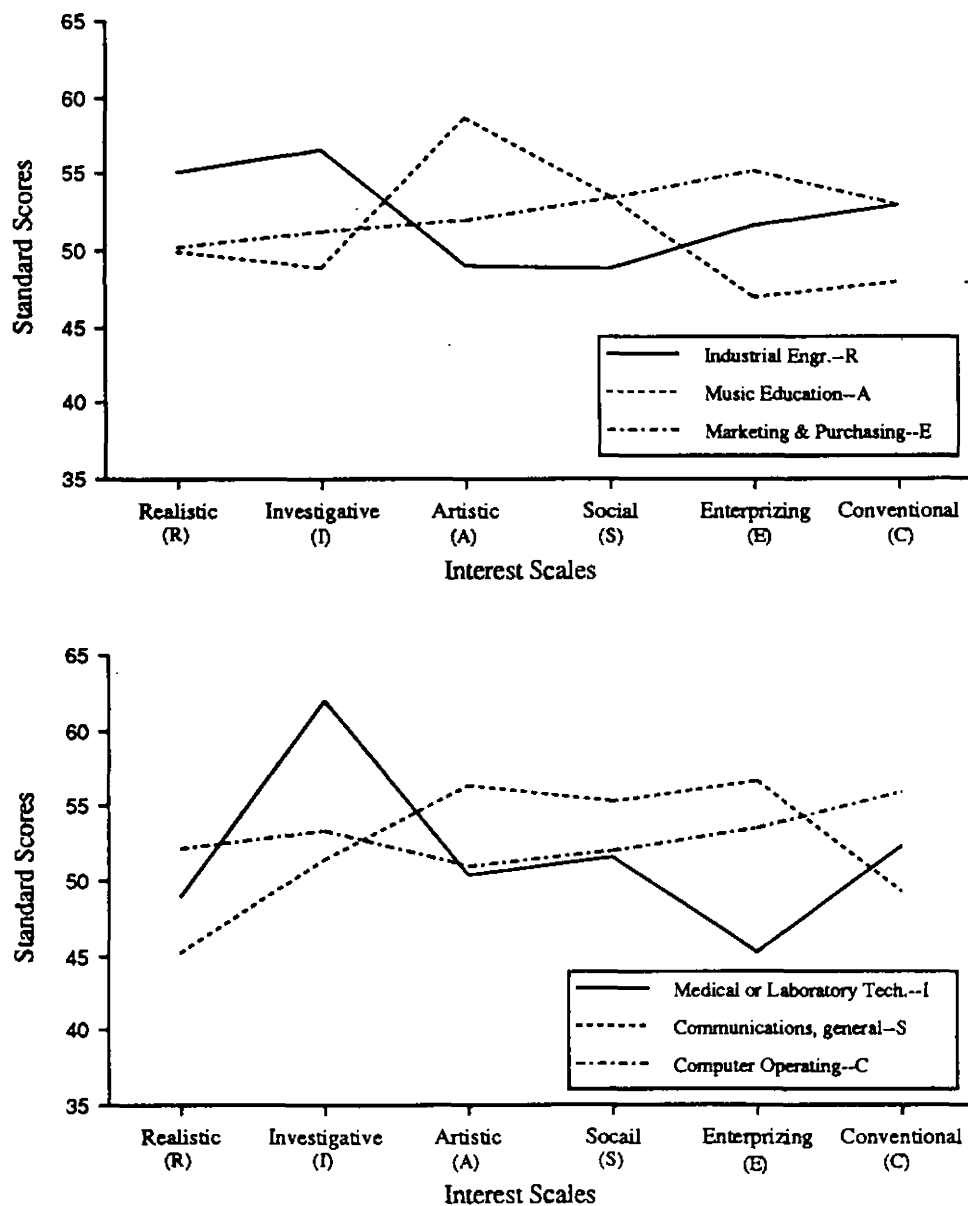 65
60
55
50
45
40
35
Standard Scores
Industrial Engr.–R
Music Education–A
Marketing & Purchasing--E
Realistic Investigative Artistic Social Enterprizing Conventional
(R) (I) (A) (S) (E) (C)
Interest Scales
65
60
55
50
45
40
35
Standard Scores
Medical or Laboratory Tech.--I
Communications, general–S
Computer Operating--C
Realistic Investigative Artistic Socail Enterprizing Conventional
(R) (I) (A) (S) (E) (C)
Interest Scales